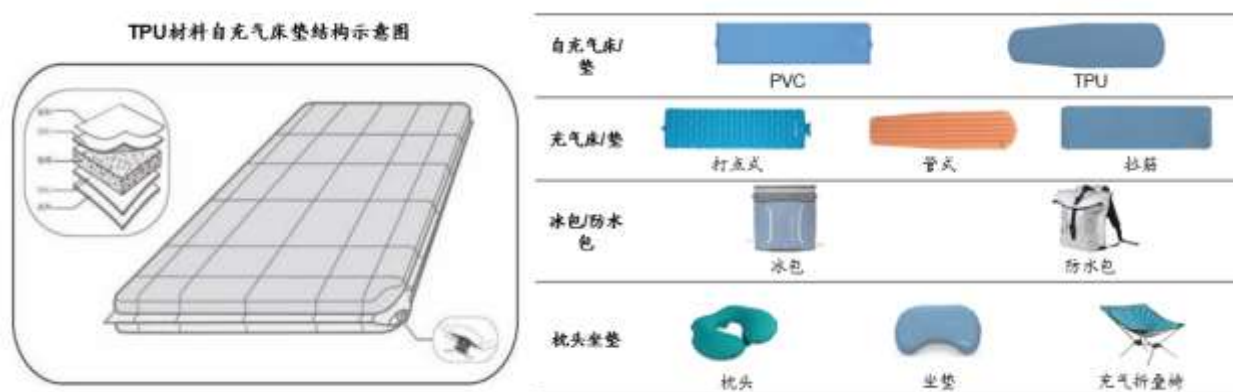 TPU材料自充气床垫结构示意图
自充气床/
垫
PVC
TPU
充气床/垫
打点式
管式
拉筋
冰包/防水
包
冰包
防水包
枕头坐垫
枕头
坐垫
充气折叠椅